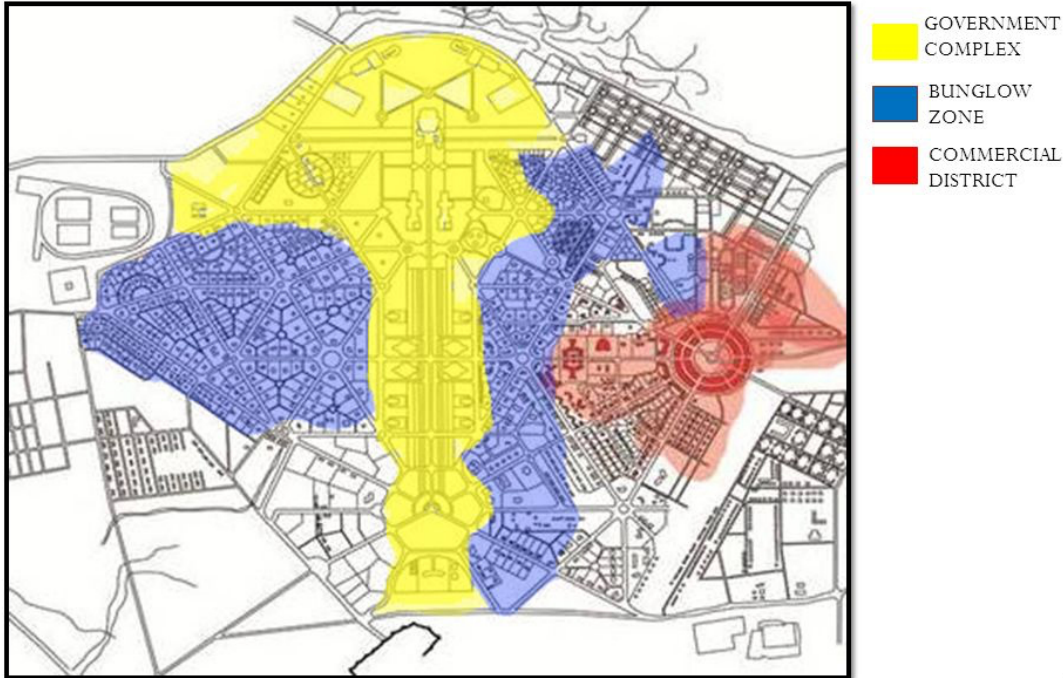 GOVERNMENT
COMPLEX
BUNGLOW
ZONE
COMMERCIAL
DISTRICT